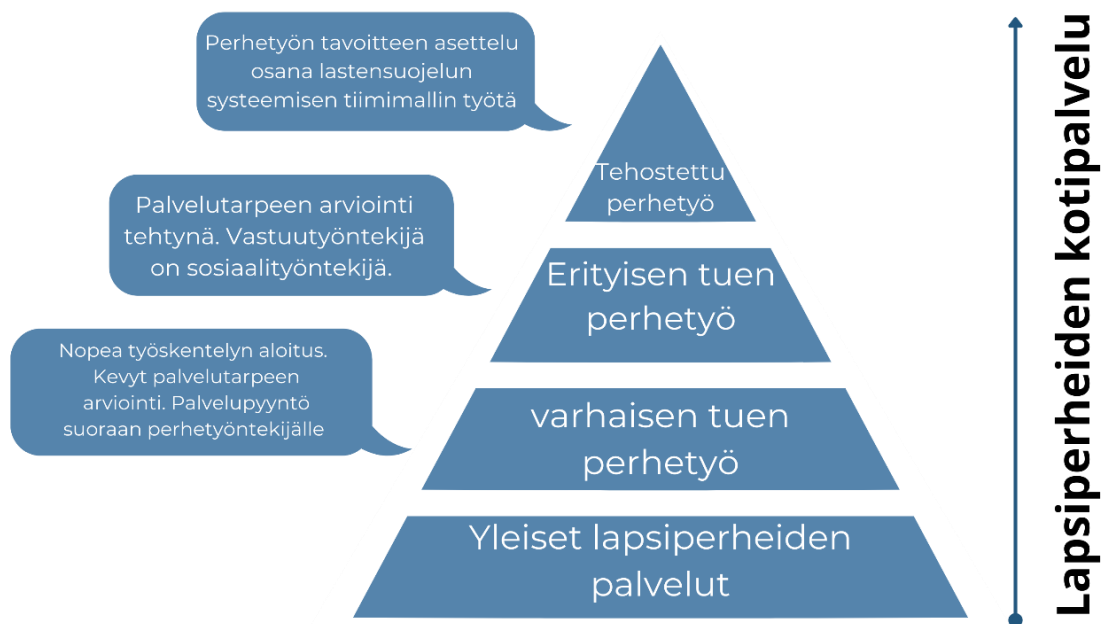 Perhetyön tavoitteen asettelu
osana lastensuojelun
systeemisen tiimimallin työtä
Tehostettu
perhetyö
Palvelutarpeen arviointi
tehtynä. Vastuutyöntekijä
on sosiaalityöntekijä.
Erityisen tuen
perhetyö
Nopea työskentelyn aloitus.
Kevyt palvelutarpeen
arviointi. Palvelupyyntö
suoraan perhetyöntekijälle
varhaisen tuen
perhetyö
Yleiset lapsiperheiden
palvelut
Lapsiperheiden kotipalvelu